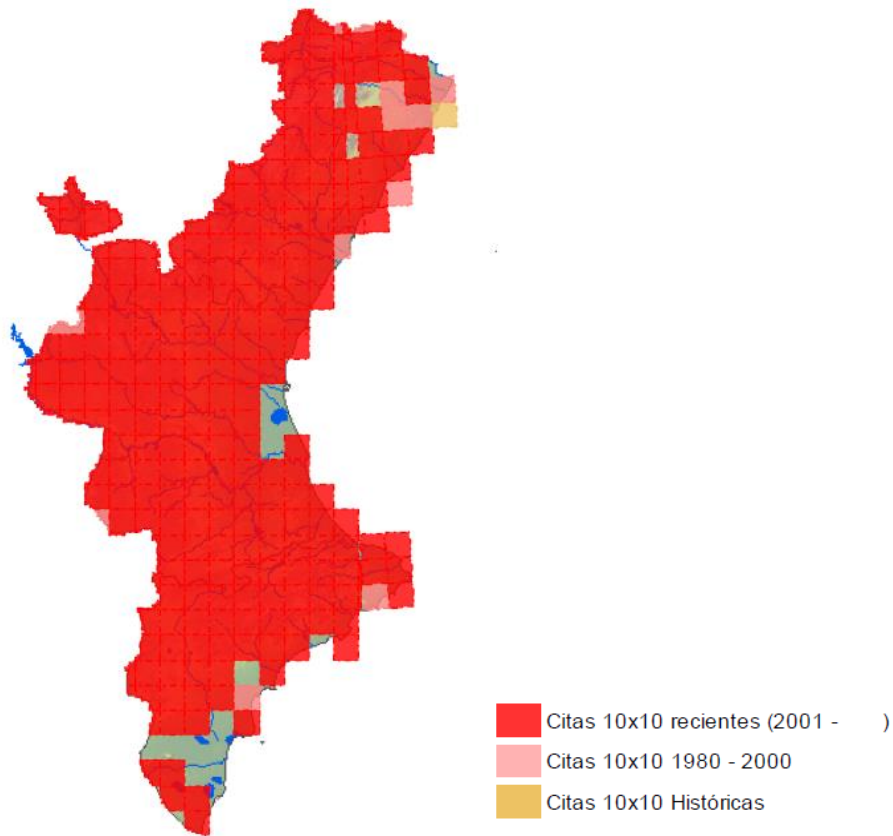 Citas 10x10 recientes (2001 - )
Citas 10x10 1980 - 2000
Citas 10x10 Históricas